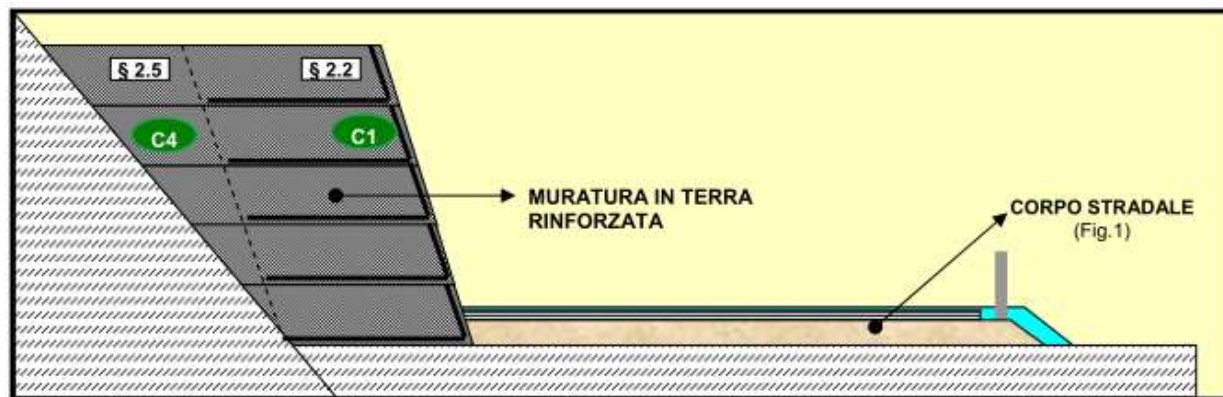 § 2.5
§ 2.2
C4
C1
MURATURA IN TERRA
RINFORZATA
CORPO STRADALE
(Fig.1)